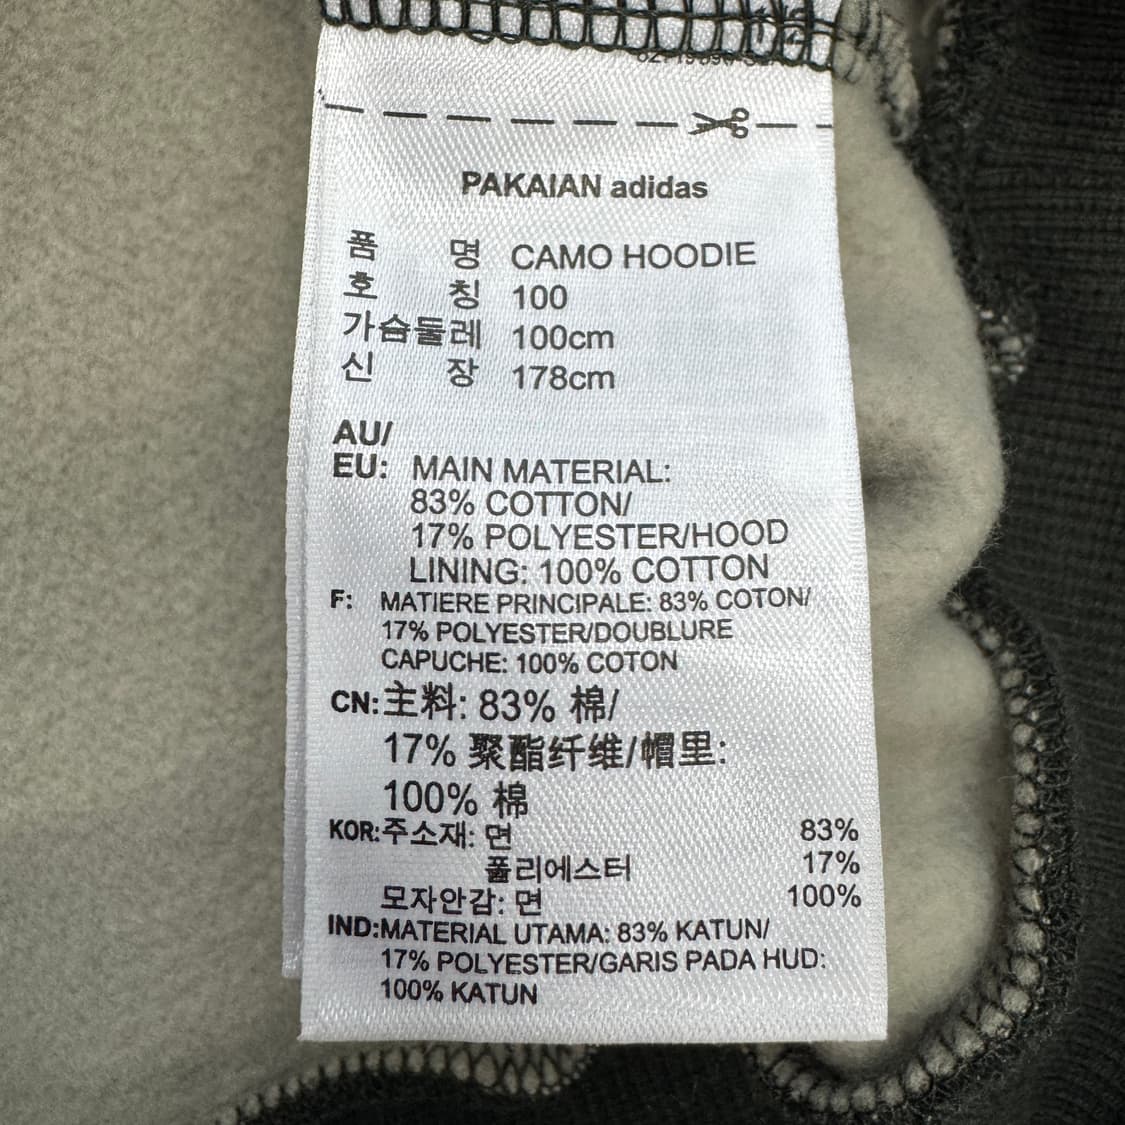 PAKAIAN adidas
품 명 CAMO HOODIE
호 칭 100
가슴둘레 100cm
신 장 178cm
AU/
EU: MAIN MATERIAL:
83% COTTON/
17% POLYESTER/HOOD
LINING: 100% COTTON
F: MATIERE PRINCIPALE: 83% COTON/
17% POLYESTER/DOUBLURE
CAPUCHE: 100% COTON
CN:主料: 83% 棉/
17% 聚酯纤维/帽里:
100% 棉
KOR:주소재: 면 83%
폴리에스터 17%
모자안감: 면 100%
IND:MATERIAL UTAMA: 83% KATUN/
17% POLYESTER/GARIS PADA HUD:
100% KATUN